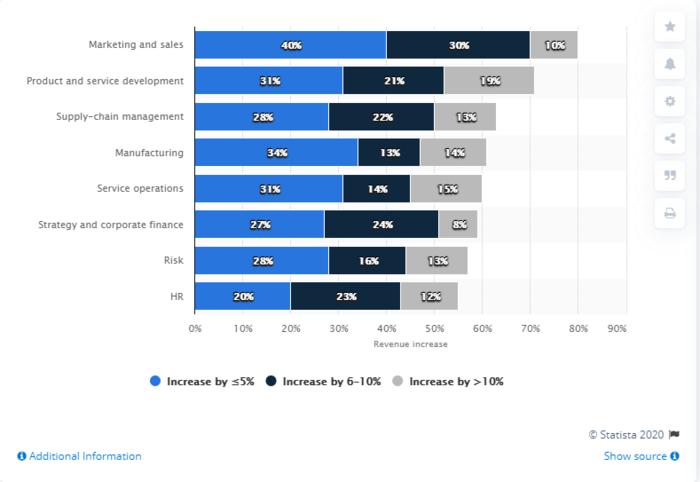 Marketing and sales 40% 30% 10%
Product and service development 31% 21% 19%
Supply-chain management 28% 22% 13%
Manufacturing 34% 13% 14%
Service operations 31% 14% 15%
Strategy and corporate finance 27% 24% 8%
Risk 28% 16% 13%
HR 20% 23% 12%
0% 10% 20% 30% 40% 50% 60% 70% 80% 90%
Revenue increase
Increase by ≤5% Increase by 6-10% Increase by >10%
© Statista 2020
Additional Information Show source